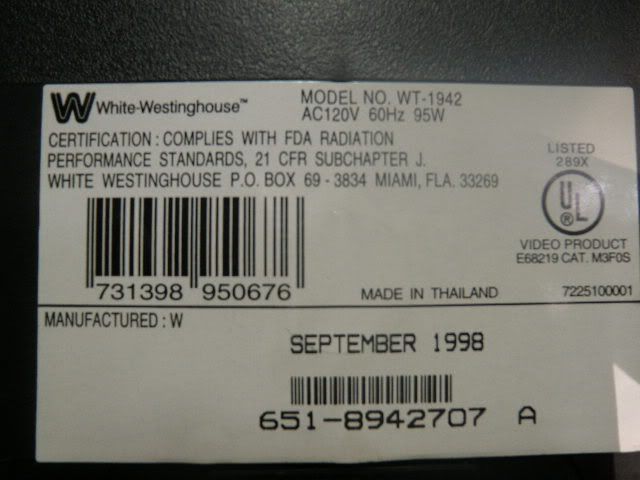 White-Westinghouse™ MODEL NO. WT-1942
AC120V 60Hz 95W
CERTIFICATION : COMPLIES WITH FDA RADIATION
PERFORMANCE STANDARDS, 21 CFR SUBCHAPTER J.
WHITE WESTINGHOUSE P.O. BOX 69 - 3834 MIAMI, FLA. 33269
LISTED
289X
UL
®
VIDEO PRODUCT
E68219 CAT. M3F0S
731398 950676
MADE IN THAILAND 7225100001
MANUFACTURED : W
SEPTEMBER 1998
651-8942707 A